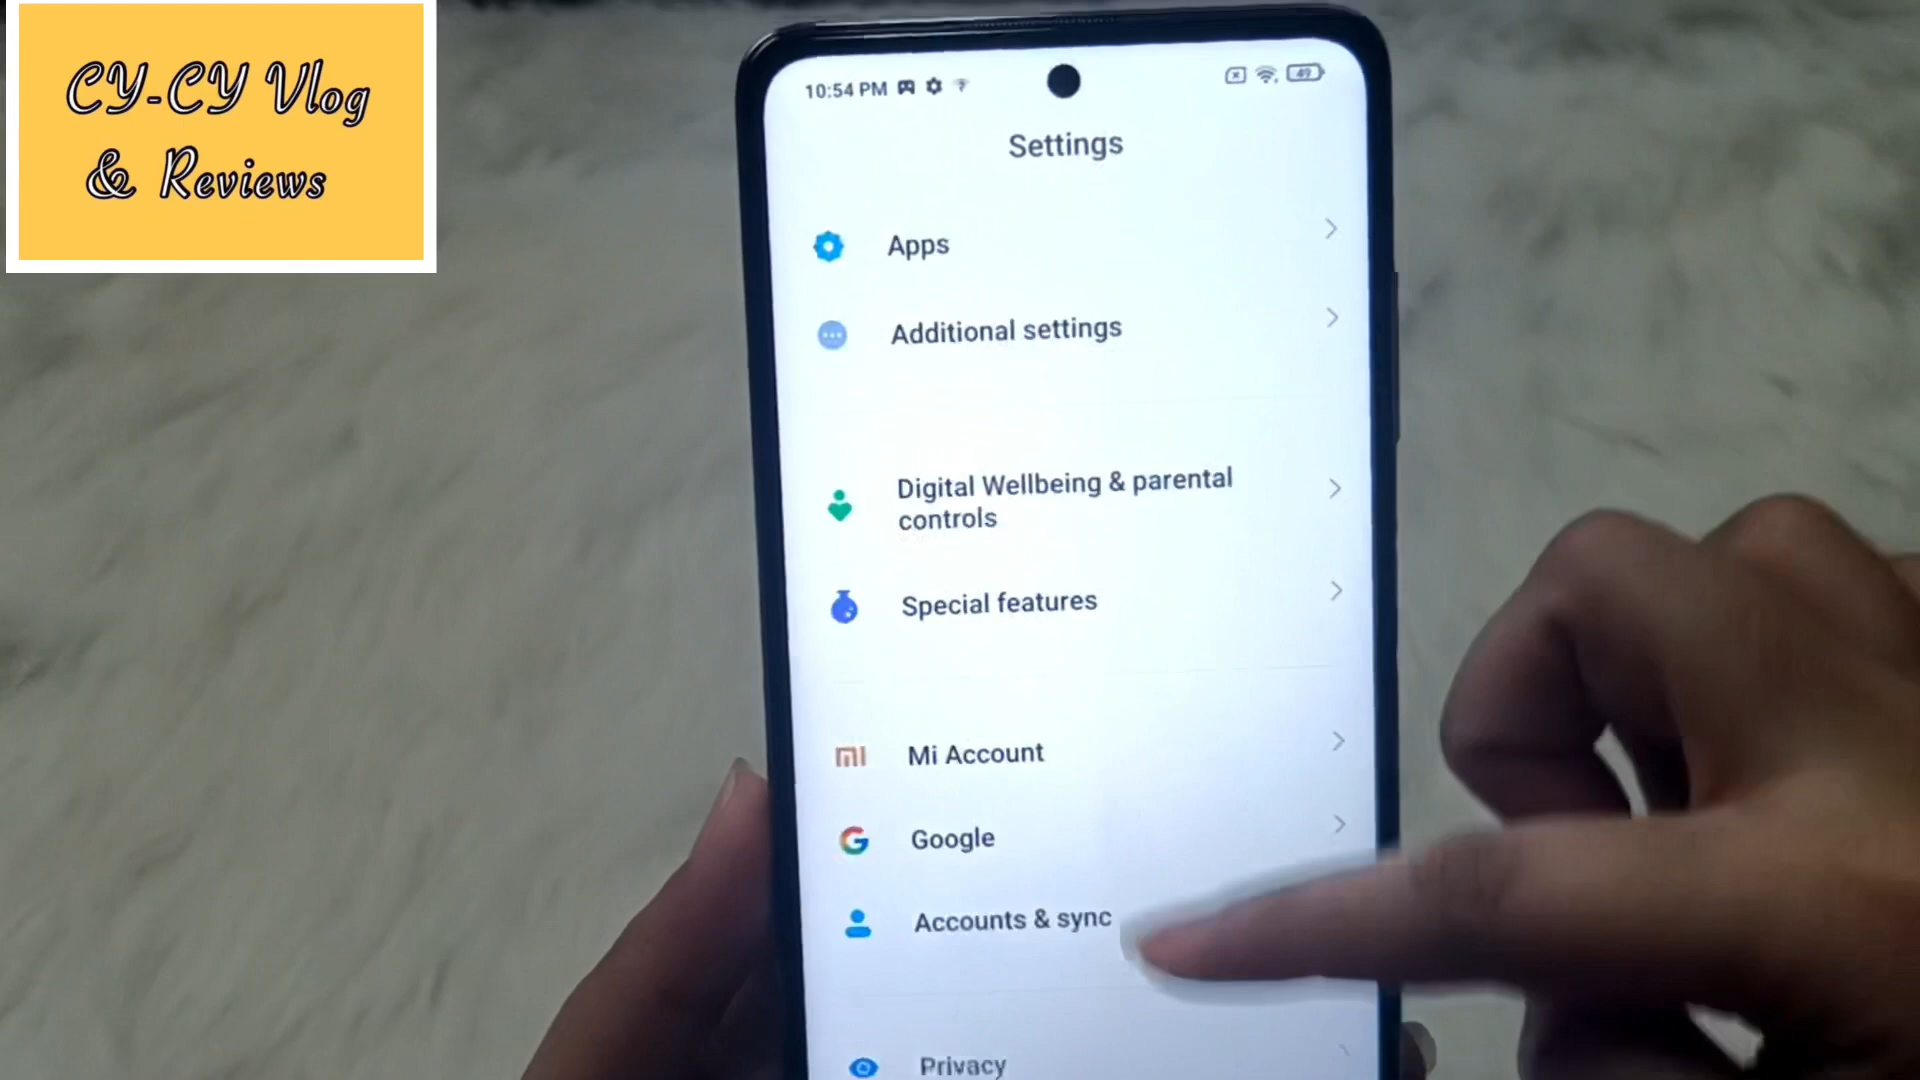 CY-CY Vlog
& Reviews
10:54 PM
49
Settings
Apps
Additional settings
Digital Wellbeing & parental
controls
Special features
Mi Account
Google
Accounts & sync
Privacy